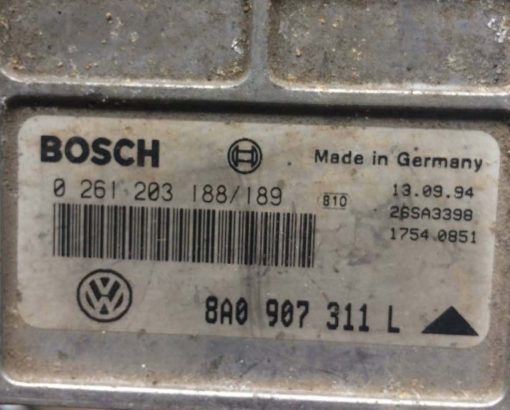 BOSCH
Made in Germany
0 261 203 188/189
810
13.09.94
26SA3398
1754.0851
VW
8A0 907 311 L